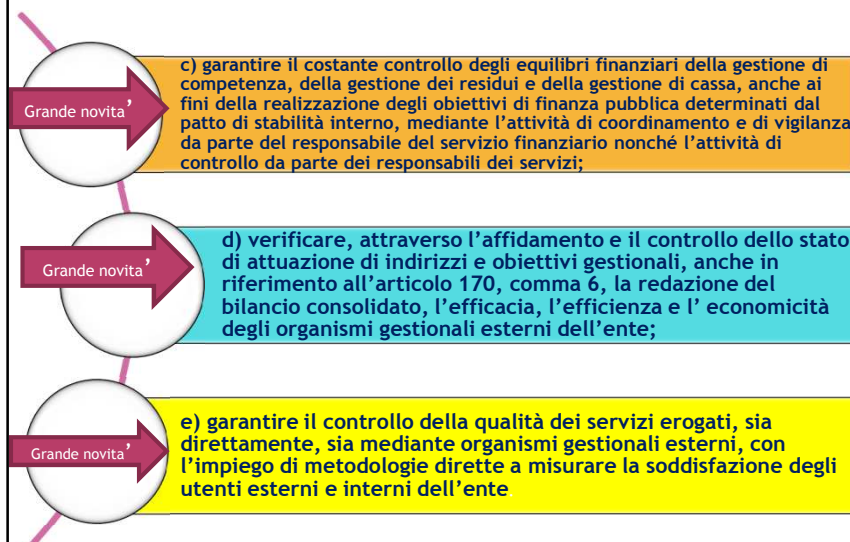 Grande novita’
c) garantire il costante controllo degli equilibri finanziari della gestione di
competenza, della gestione dei residui e della gestione di cassa, anche ai
fini della realizzazione degli obiettivi di finanza pubblica determinati dal
patto di stabilità interno, mediante l’attività di coordinamento e di vigilanza
da parte del responsabile del servizio finanziario nonché l’attività di
controllo da parte dei responsabili dei servizi;
Grande novita’
d) verificare, attraverso l’affidamento e il controllo dello stato
di attuazione di indirizzi e obiettivi gestionali, anche in
riferimento all’articolo 170, comma 6, la redazione del
bilancio consolidato, l’efficacia, l’efficienza e l’ economicità
degli organismi gestionali esterni dell’ente;
Grande novita’
e) garantire il controllo della qualità dei servizi erogati, sia
direttamente, sia mediante organismi gestionali esterni, con
l’impiego di metodologie dirette a misurare la soddisfazione degli
utenti esterni e interni dell’ente